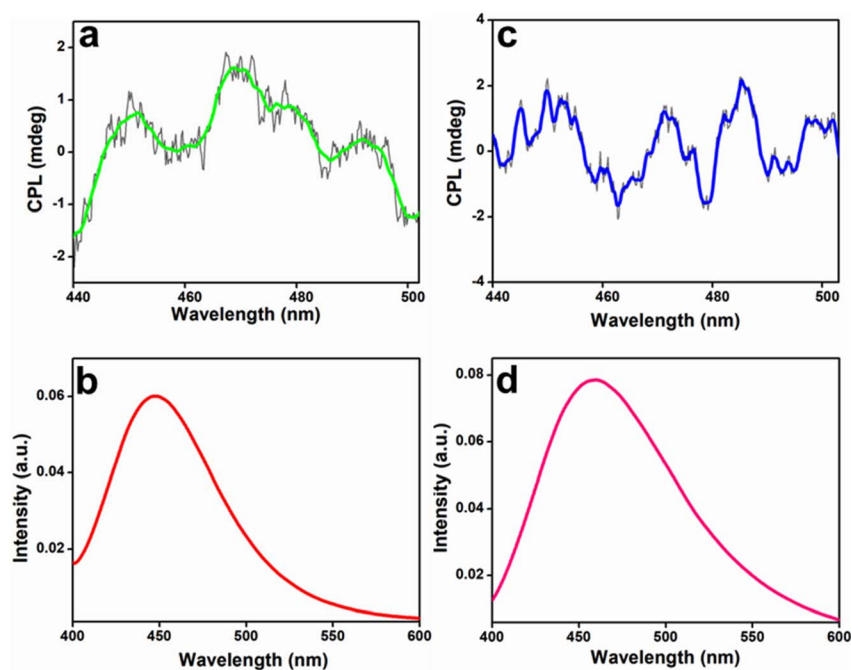 a
CPL (mdeg)
2
1
0
-1
-2
440 460 480 500
Wavelength (nm)
c
CPL (mdeg)
4
2
0
-2
-4
440 460 480 500
Wavelength (nm)
b
Intensity (a.u.)
0.06
0.04
0.02
400 450 500 550 600
Wavelength (nm)
d
Intensity (a.u.)
0.08
0.06
0.04
0.02
400 450 500 550 600
Wavelength (nm)